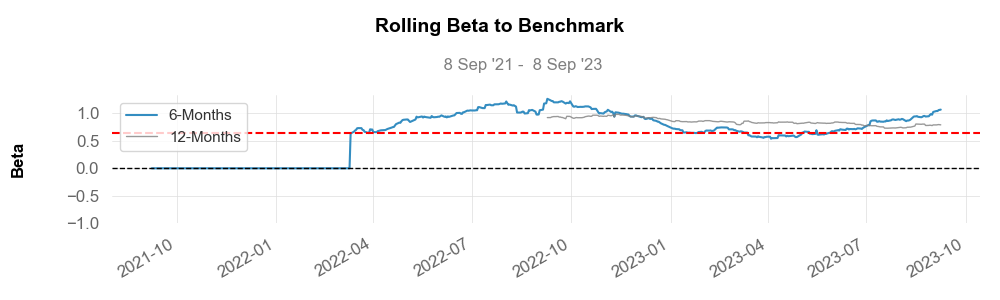 Rolling Beta to Benchmark
8 Sep '21 -  8 Sep '23
Beta
1.0
0.5
0.0
−0.5
−1.0
6-Months
12-Months
2021-10
2022-01
2022-04
2022-07
2022-10
2023-01
2023-04
2023-07
2023-10